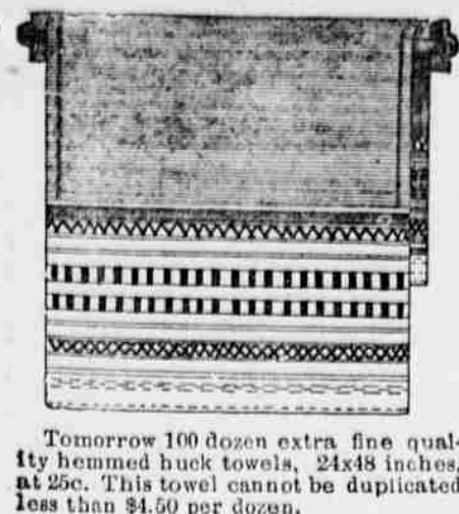 Tomorrow 100 dozen extra fine qual-
ity hemmed huck towels, 24x48 inches,
at 25c. This towel cannot be duplicated
less than $4.50 per dozen.